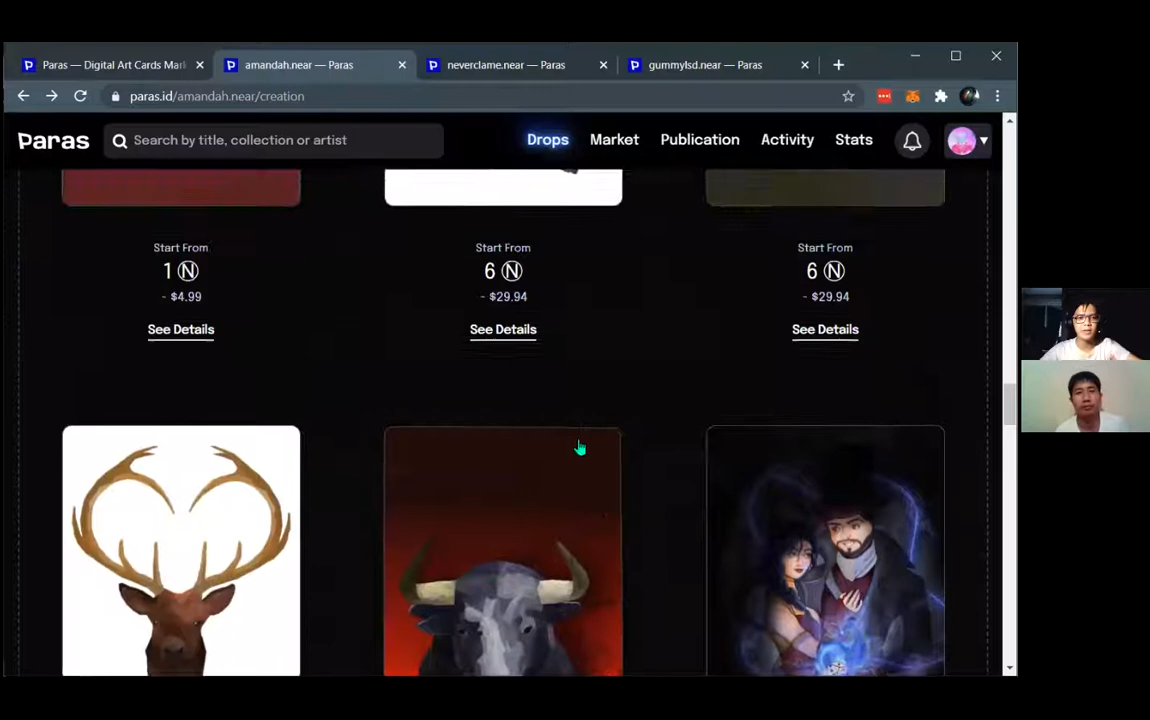 Paras — Digital Art Cards Mar
amandah.near — Paras
neverclame.near — Paras
gummylsd.near — Paras
paras.id/amandah.near/creation
Paras
Search by title, collection or artist
Drops
Market
Publication
Activity
Stats
Start From
1 Ⓝ
~ $4.99
See Details
Start From
6 Ⓝ
~ $29.94
See Details
Start From
6 Ⓝ
~ $29.94
See Details